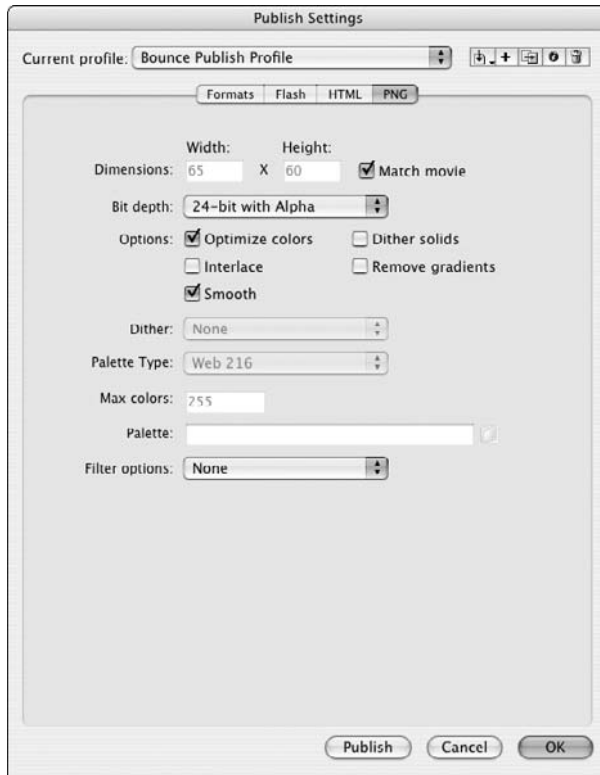 Publish Settings
Current profile: Bounce Publish Profile
Formats Flash HTML PNG
Width: Height:
Dimensions: 65 X 60 Match movie
Bit depth: 24-bit with Alpha
Options: Optimize colors Dither solids
Interlace Remove gradients
Smooth
Dither: None
Palette Type: Web 216
Max colors: 255
Palette:
Filter options: None
Publish Cancel OK